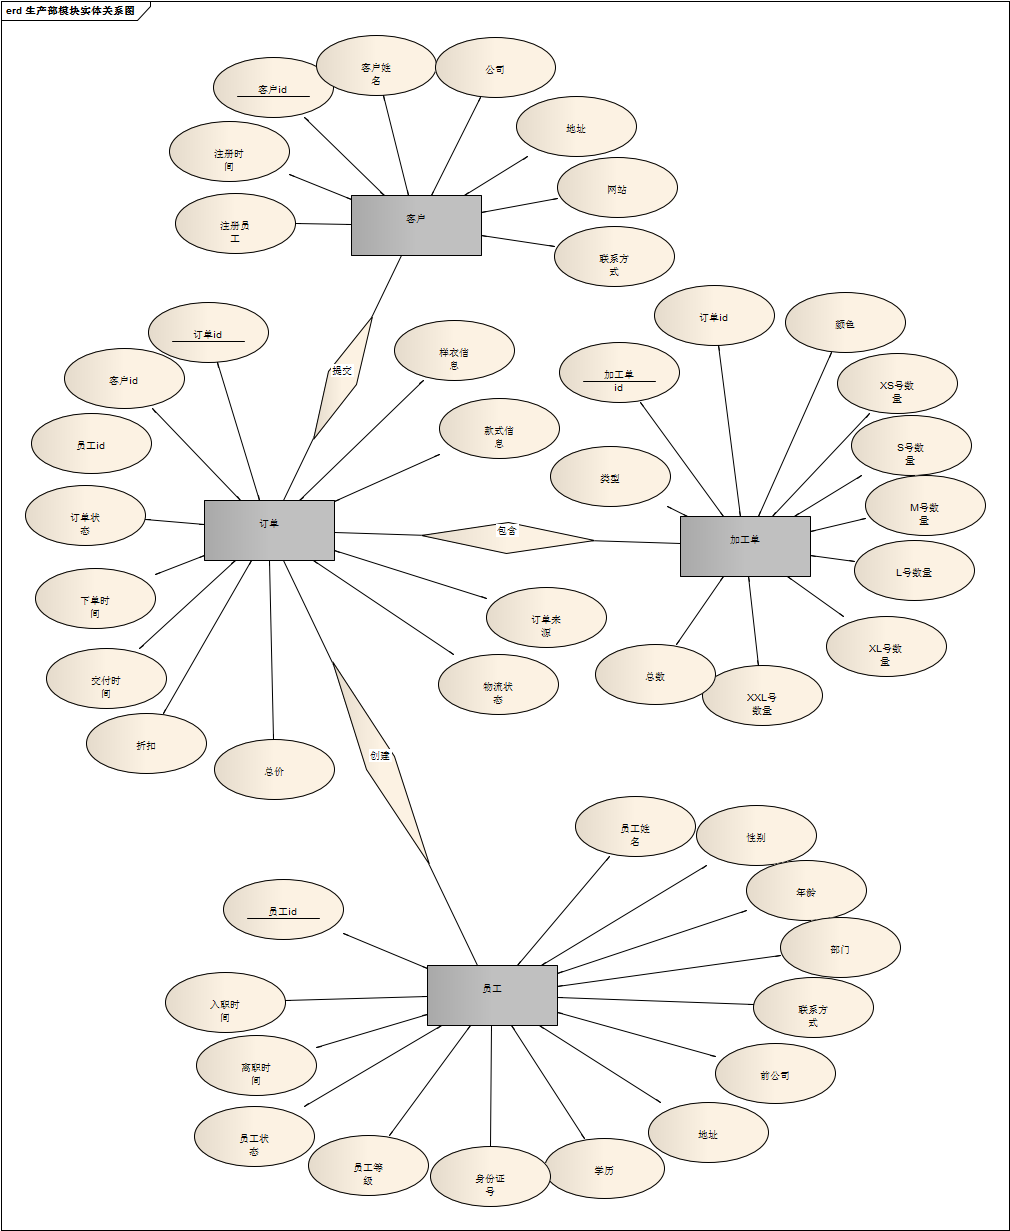 erd 生产部模块实体关系图
客户姓
名
公司
客户id
地址
注册时
间
网站
注册员
工
客户
联系方
式
订单id
订单id
颜色
样衣信
息
提交
客户id
加工单
id
XS号数
量
款式信
息
员工id
S号数
量
类型
订单状
态
订单
包含
M号数
量
加工单
L号数量
下单时
间
订单来
源
XL号数
量
交付时
间
物流状
态
总数
XXL号
数量
折扣
总价
创建
员工姓
名
性别
年龄
员工id
部门
员工
入职时
间
联系方
式
离职时
间
前公司
员工状
态
地址
员工等
级
身份证
号
学历